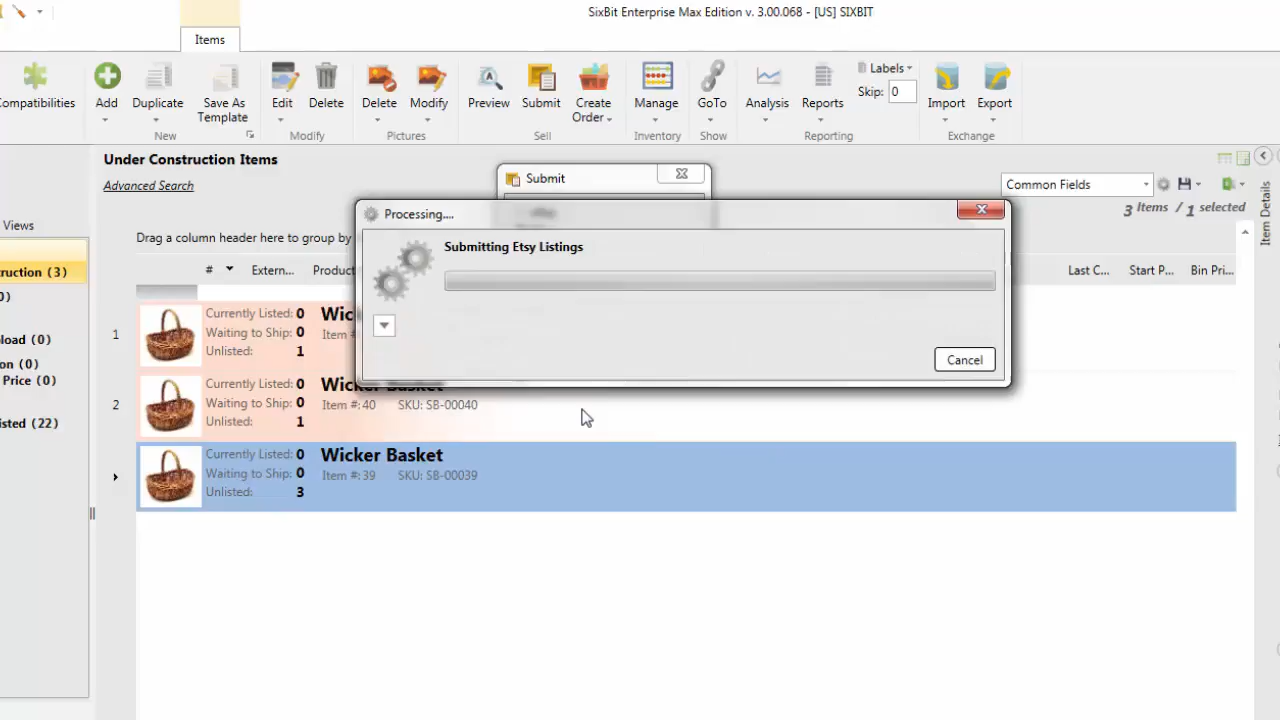 SixBit Enterprise Max Edition v. 3.00.068 - [US] SIXBIT
Items
Compatibilities
Add
Duplicate
Save As
Template
Edit
Delete
Delete
Modify
Preview
Submit
Create
Order
Manage
GoTo
Analysis
Reports
Labels
Skip: 0
Import
Export
New
Modify
Pictures
Sell
Inventory
Show
Reporting
Exchange
Under Construction Items
Advanced Search
Submit
Common Fields
3 Items / 1 selected
Item Details
Views
Drag a column header here to group by
Processing....
Submitting Etsy Listings
Cancel
# Extern... Product
Last C... Start P... Bin Pri...
ruction (3)
0)
load (0)
on (0)
Price (0)
sted (22)
1
Currently Listed: 0
Waiting to Ship: 0
Unlisted: 1
Wic
Item #
2
Currently Listed: 0
Waiting to Ship: 0
Unlisted: 1
Wicker Basket
Item #: 40 SKU: SB-00040
Currently Listed: 0
Waiting to Ship: 0
Unlisted: 3
Wicker Basket
Item #: 39 SKU: SB-00039